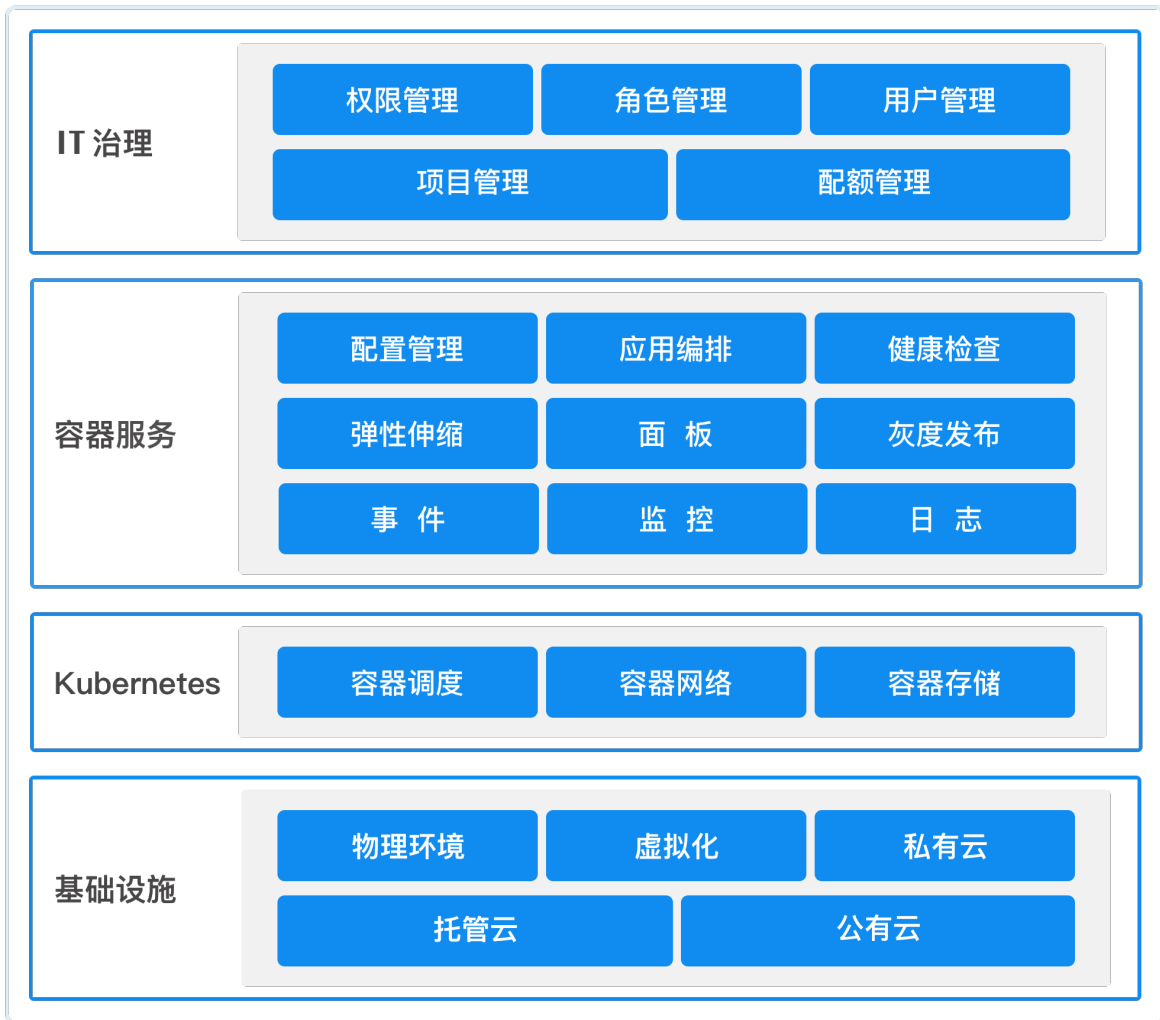 IT 治理
权限管理 角色管理 用户管理
项目管理 配额管理
容器服务
配置管理 应用编排 健康检查
弹性伸缩 面 板 灰度发布
事 件 监 控 日 志
Kubernetes
容器调度 容器网络 容器存储
基础设施
物理环境 虚拟化 私有云
托管云 公有云